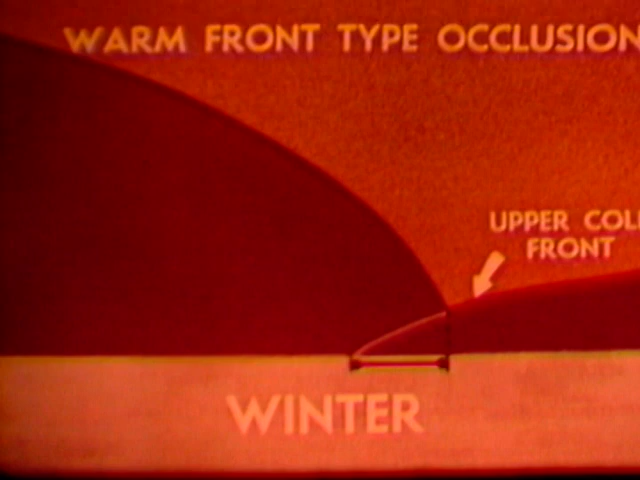 WARM FRONT TYPE OCCLUSION
UPPER COL
FRONT
WINTER